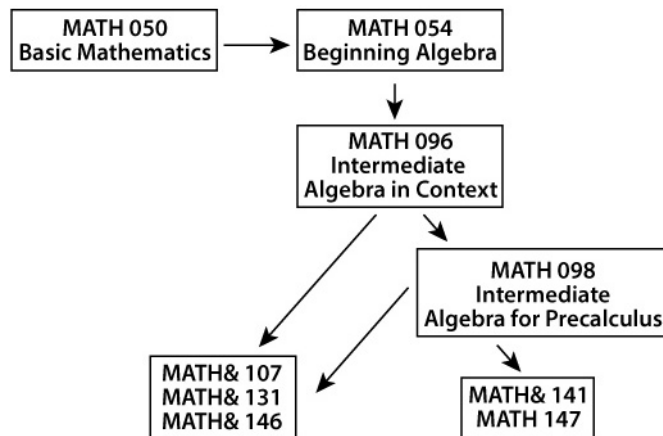 MATH 050
Basic Mathematics
MATH 054
Beginning Algebra
MATH 096
Intermediate
Algebra in Context
MATH 098
Intermediate
Algebra for Precalculus
MATH& 107
MATH& 131
MATH& 146
MATH& 141
MATH 147